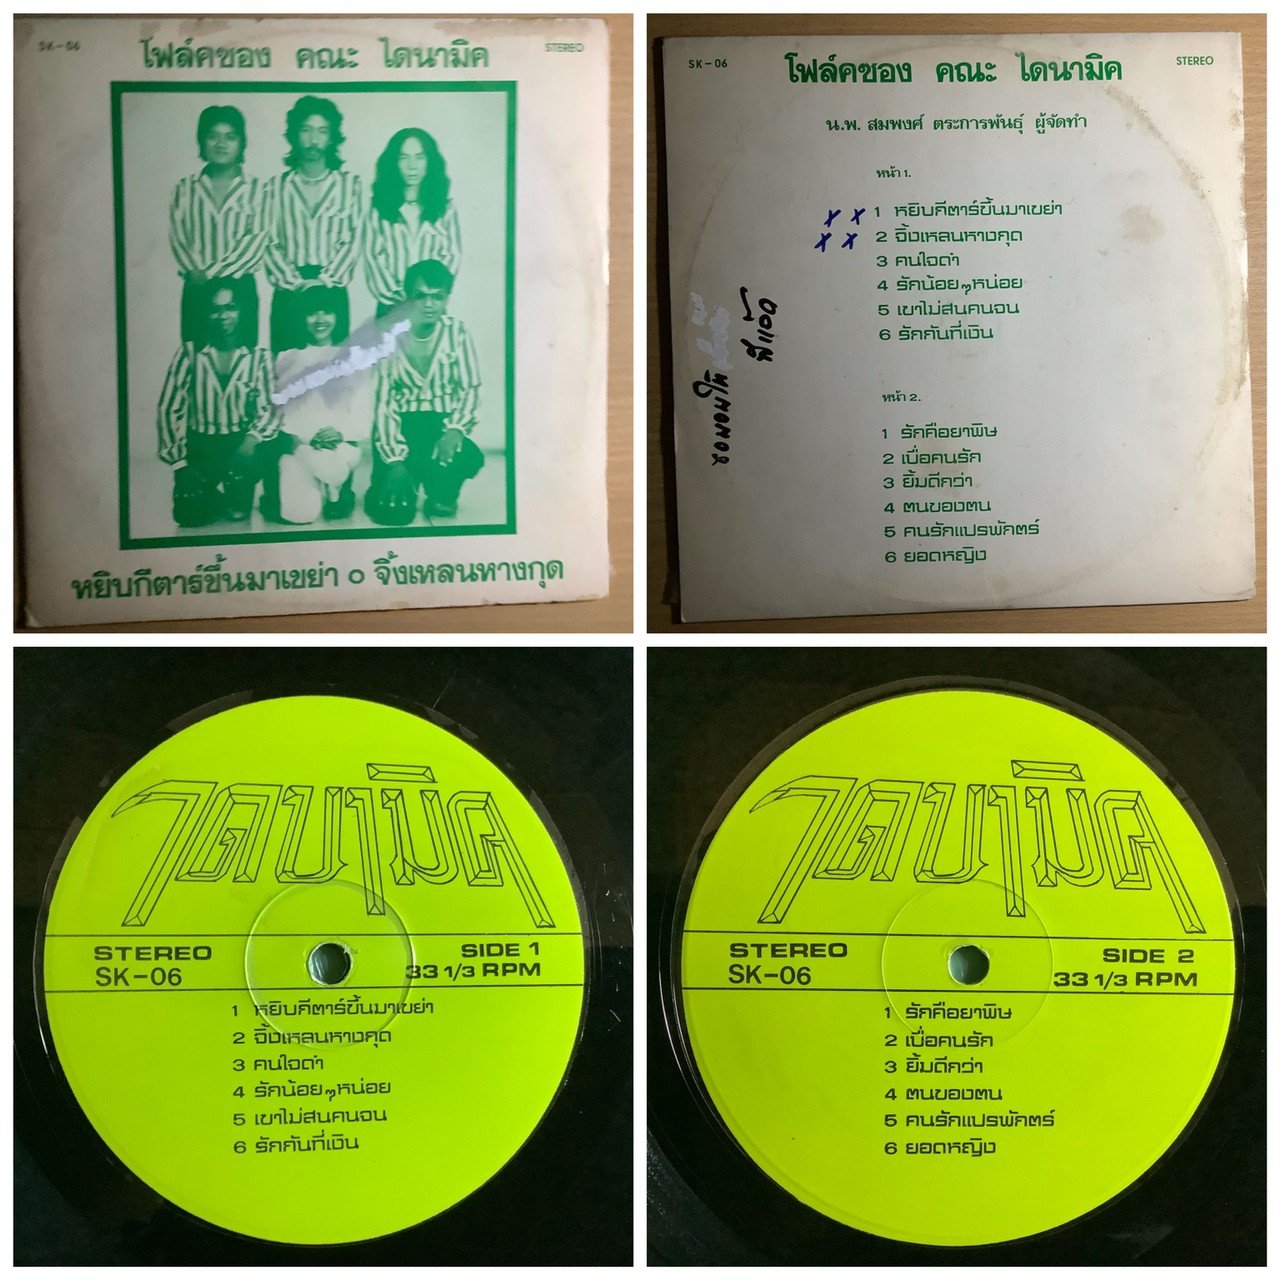 SK-06
โฟล์คซอง คณะ ไดนามิค
STEREO
หยิบกีตาร์ขึ้นมาเขย่า o จิ้งเหลนหางกุด
SK-06
โฟล์คซอง คณะ ไดนามิค
STEREO
น.พ. สมพงศ์ ตระการพันธุ์ ผู้จัดทำ
หน้า 1.
x x 1 หยิบกีตาร์ขึ้นมาเขย่า
x x 2 จิ้งเหลนหางกุด
3 คนใจดำ
4 รักน้อยๆหน่อย
5 เขาไม่สนคนจน
6 รักกันที่เงิน
ขอมอบให้
พี่แอ๊ด
หน้า 2.
1 รักคือยาพิษ
2 เบื่อคนรัก
3 ยิ้มดีกว่า
4 ตนของตน
5 คนรักแปรพักตร์
6 ยอดหญิง
ไดนามิค
STEREO
SK-06
SIDE 1
33 1/3 RPM
1 หยิบกีตาร์ขึ้นมาเขย่า
2 จิ้งเหลนหางกุด
3 คนใจดำ
4 รักน้อยๆหน่อย
5 เขาไม่สนคนจน
6 รักกันที่เงิน
ไดนามิค
STEREO
SK-06
SIDE 2
33 1/3 RPM
1 รักคือยาพิษ
2 เบื่อคนรัก
3 ยิ้มดีกว่า
4 ตนของตน
5 คนรักแปรพักตร์
6 ยอดหญิง